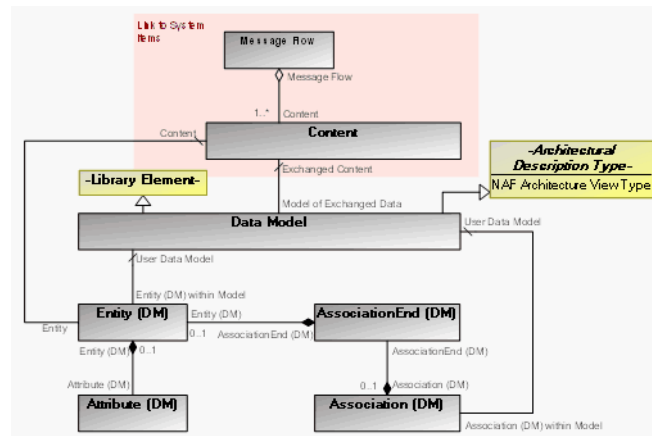 Link to System
Items
Message Flow
Message Flow
1..*
Content
Content
Content
Exchanged Content
-Architectural
Description Type-
NAF Architecture View Type
-Library Element-
Model of Exchanged Data
Data Model
User Data Model
User Data Model
Entity (DM) within Model
Entity (DM)
Entity (DM)
AssociationEnd (DM)
Entity
0..1
AssociationEnd (DM)
Entity (DM)
0..1
AssociationEnd (DM)
Attribute (DM)
0..1
Association (DM)
Attribute (DM)
Association (DM)
Association (DM) within Model